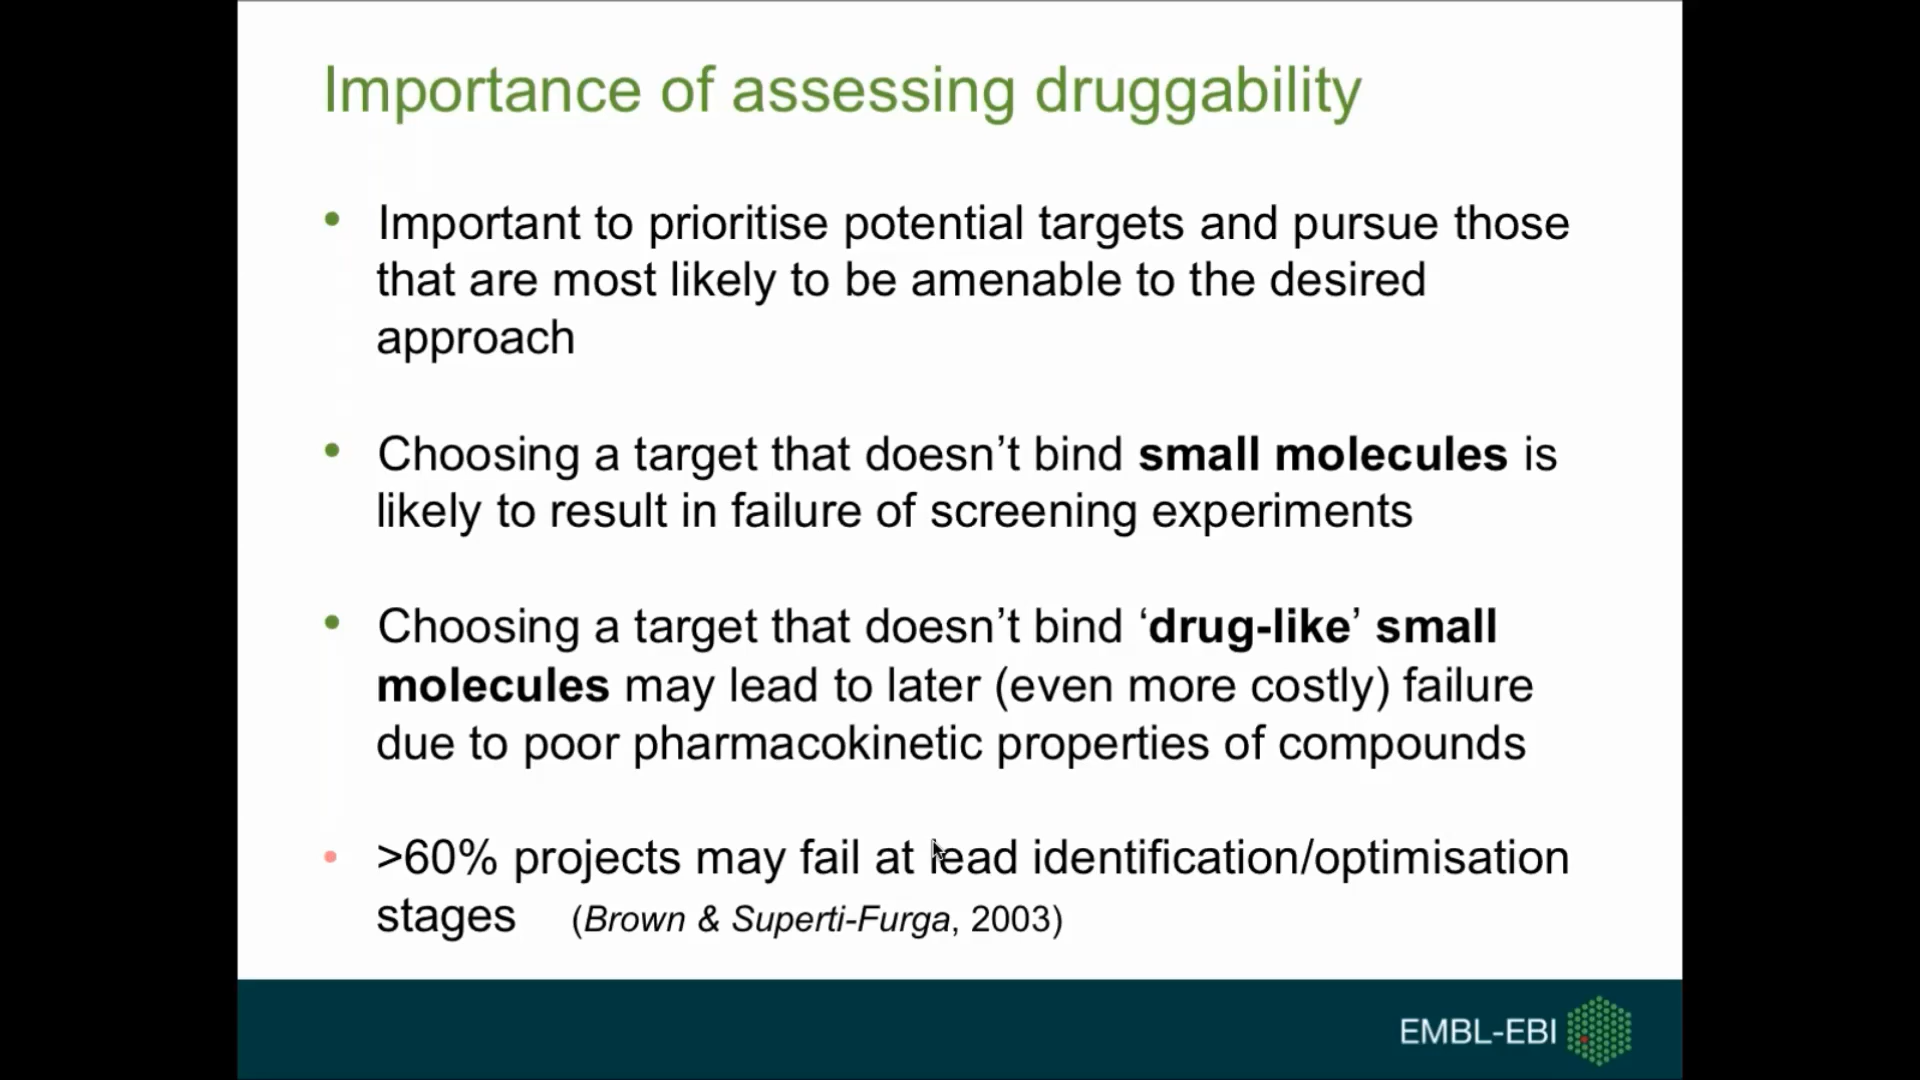 Importance of assessing druggability
• Important to prioritise potential targets and pursue those
that are most likely to be amenable to the desired
approach
• Choosing a target that doesn’t bind small molecules is
likely to result in failure of screening experiments
• Choosing a target that doesn’t bind ‘drug-like’ small
molecules may lead to later (even more costly) failure
due to poor pharmacokinetic properties of compounds
• >60% projects may fail at lead identification/optimisation
stages (Brown & Superti-Furga, 2003)
EMBL-EBI